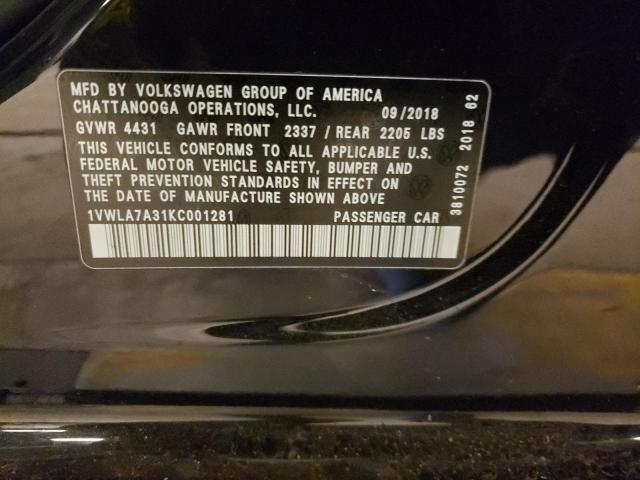 MFD BY VOLKSWAGEN GROUP OF AMERICA
CHATTANOOGA OPERATIONS, LLC. 09/2018
GVWR 4431 GAWR FRONT 2337 / REAR 2205 LBS
THIS VEHICLE CONFORMS TO ALL APPLICABLE U.S.
FEDERAL MOTOR VEHICLE SAFETY, BUMPER AND
THEFT PREVENTION STANDARDS IN EFFECT ON
THE DATE OF MANUFACTURE SHOWN ABOVE.
1VWLA7A31KC001281 PASSENGER CAR
3810072 2018 62